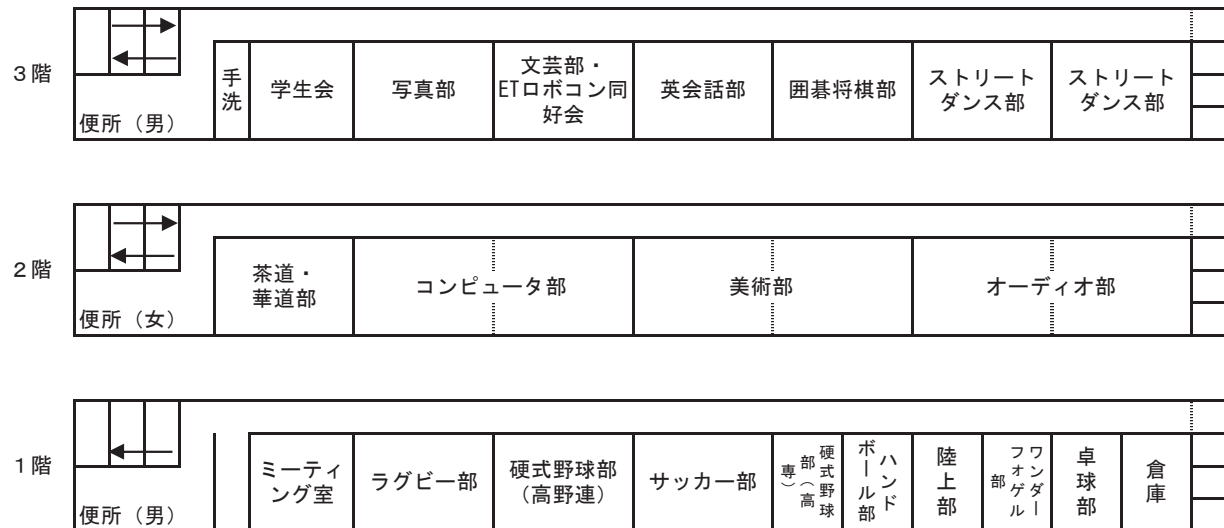 3階
手洗
学生会
写真部
文芸部・
ETロボコン同
好会
英会話部
囲碁将棋部
ストリート
ダンス部
ストリート
ダンス部
便所（男）
2階
茶道・
華道部
コンピュータ部
美術部
オーディオ部
便所（女）
1階
ミーティ
ング室
ラグビー部
硬式野球部
（高野連）
サッカー部
硬式野球
部（高
専）
ハンド
ボール部
陸上部
ワンダー
フォゲル
部
卓球部
倉庫
便所（男）